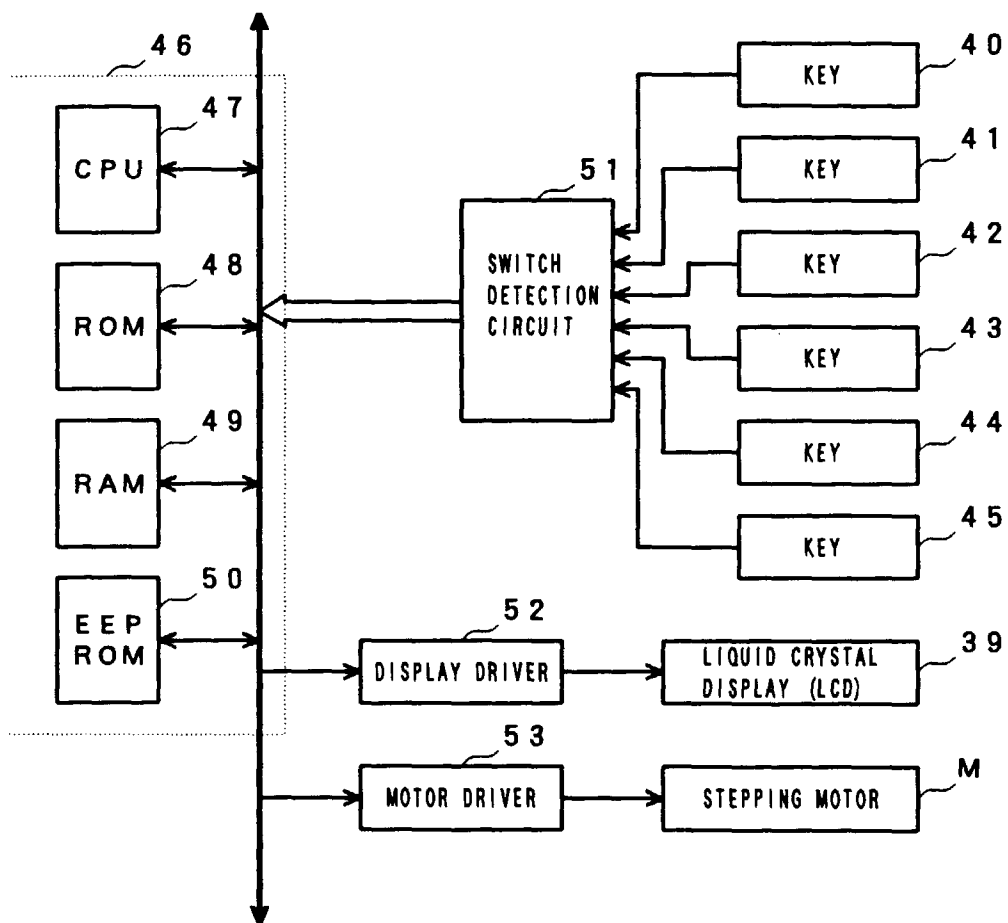 46
47
CPU
48
ROM
49
RAM
50
EEP
ROM
51
SWITCH
DETECTION
CIRCUIT
40
KEY
41
KEY
42
KEY
43
KEY
44
KEY
45
KEY
52
DISPLAY DRIVER
39
LIQUID CRYSTAL
DISPLAY (LCD)
53
MOTOR DRIVER
M
STEPPING MOTOR